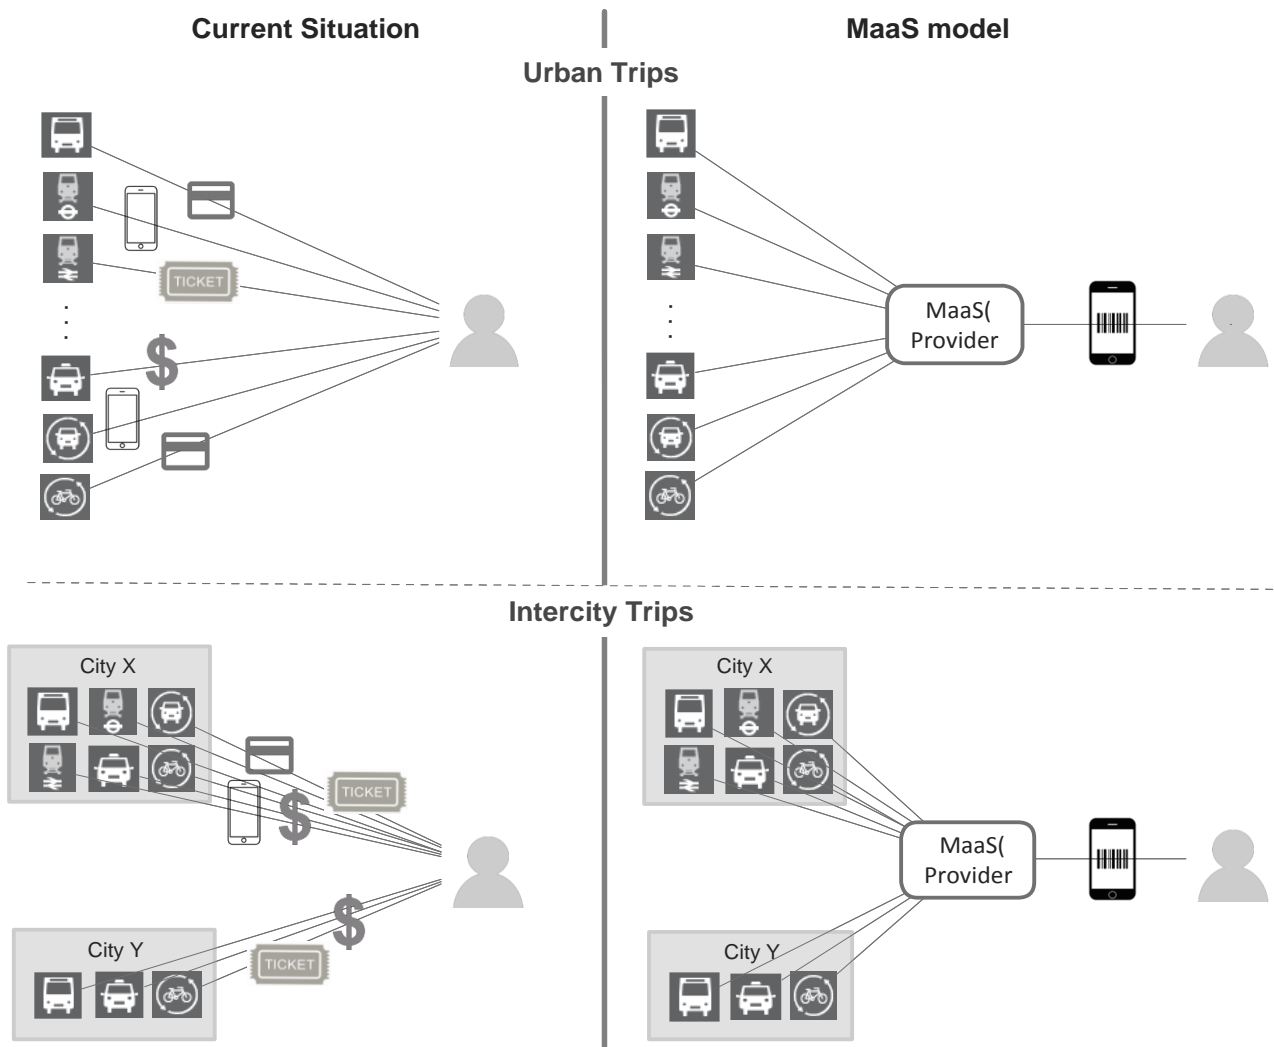 Current Situation
MaaS model
Urban Trips
TICKET
$
MaaS(
Provider
Intercity Trips
City X
TICKET
$
$
City Y
TICKET
City X
MaaS(
Provider
City Y